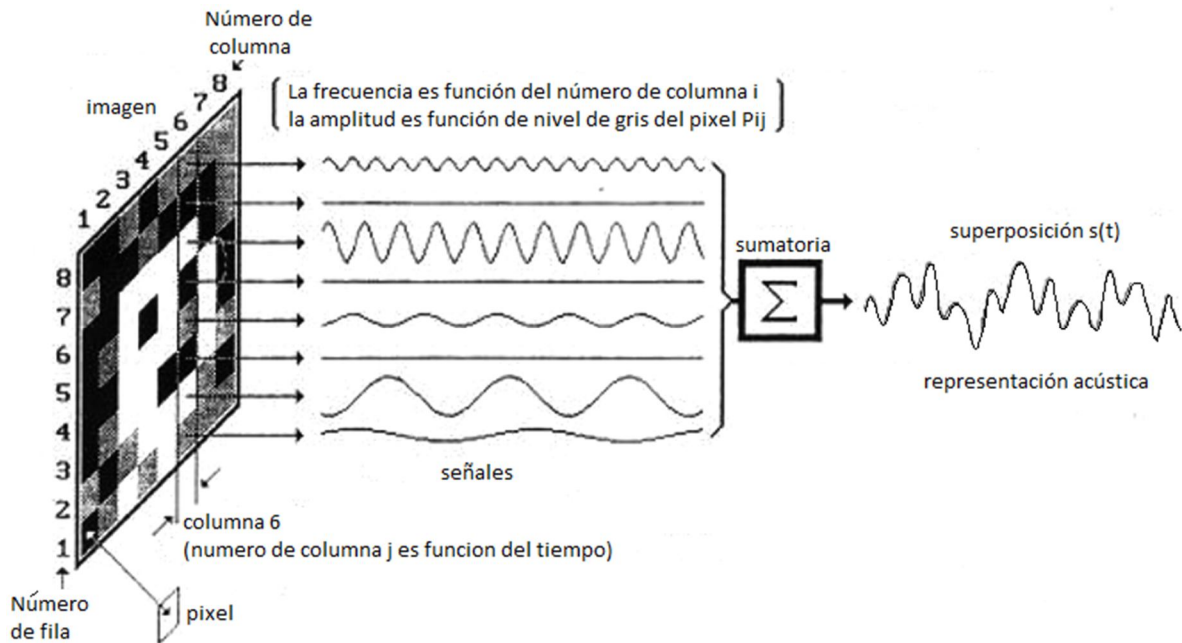 Número de
columna
imagen
1 2 3 4 5 6 7 8
La frecuencia es función del número de columna i
la amplitud es función de nivel de gris del pixel Pij
8
7
6
5
4
3
2
1
sumatoria
Σ
superposición s(t)
representación acústica
señales
columna 6
(numero de columna j es funcion del tiempo)
Número
de fila
pixel